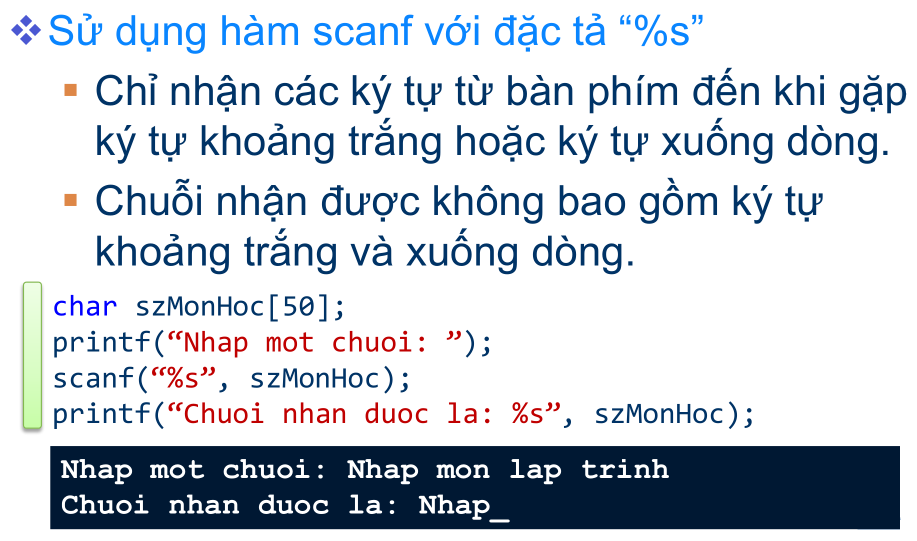 Sử dụng hàm scanf với đặc tả “%s”
Chỉ nhận các ký tự từ bàn phím đến khi gặp
ký tự khoảng trắng hoặc ký tự xuống dòng.
Chuỗi nhận được không bao gồm ký tự
khoảng trắng và xuống dòng.
char szMonHoc[50];
printf(“Nhap mot chuoi: ”);
scanf(“%s”, szMonHoc);
printf(“Chuoi nhan duoc la: %s”, szMonHoc);
Nhap mot chuoi: Nhap mon lap trinh
Chuoi nhan duoc la: Nhap_